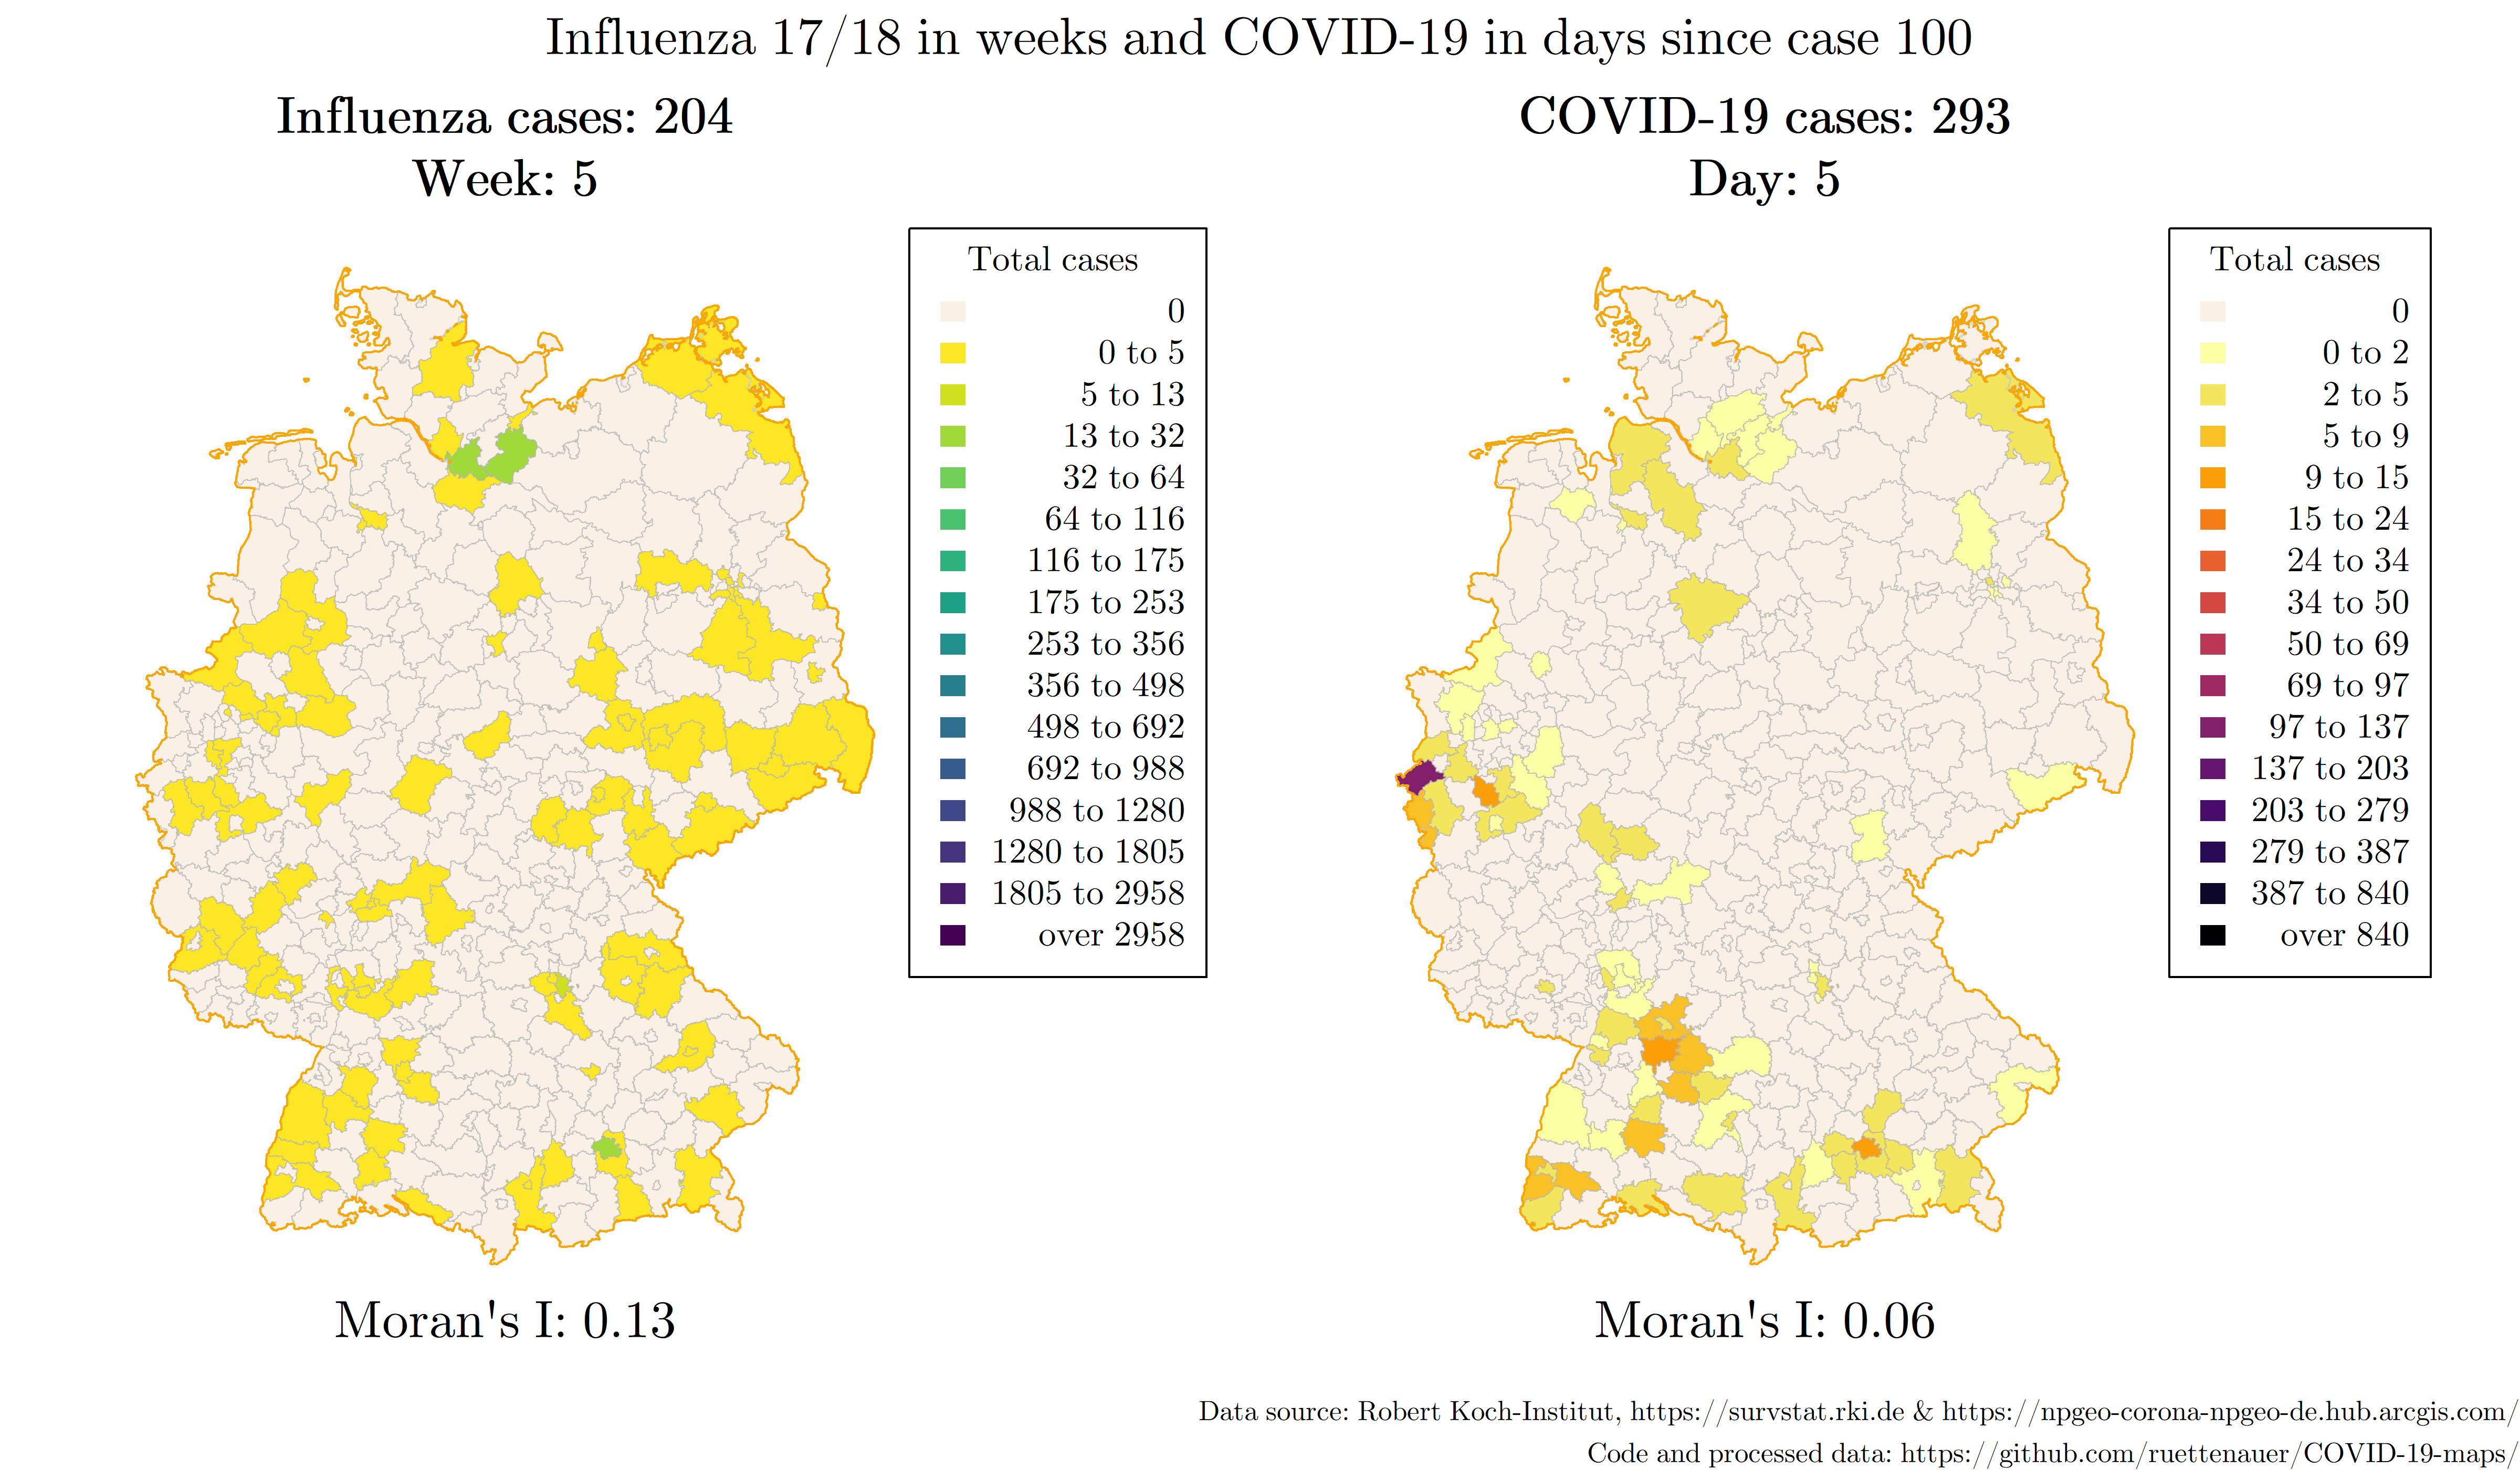 Influenza 17/18 in weeks and COVID-19 in days since case 100
Influenza cases: 204
Week: 5
Total cases
0
0 to 5
5 to 13
13 to 32
32 to 64
64 to 116
116 to 175
175 to 253
253 to 356
356 to 498
498 to 692
692 to 988
988 to 1280
1280 to 1805
1805 to 2958
over 2958
Moran's I: 0.13
COVID-19 cases: 293
Day: 5
Total cases
0
0 to 2
2 to 5
5 to 9
9 to 15
15 to 24
24 to 34
34 to 50
50 to 69
69 to 97
97 to 137
137 to 203
203 to 279
279 to 387
387 to 840
over 840
Moran's I: 0.06
Data source: Robert Koch-Institut, https://survstat.rki.de & https://npgeo-corona-npgeo-de.hub.arcgis.com/
Code and processed data: https://github.com/ruettenauer/COVID-19-maps/